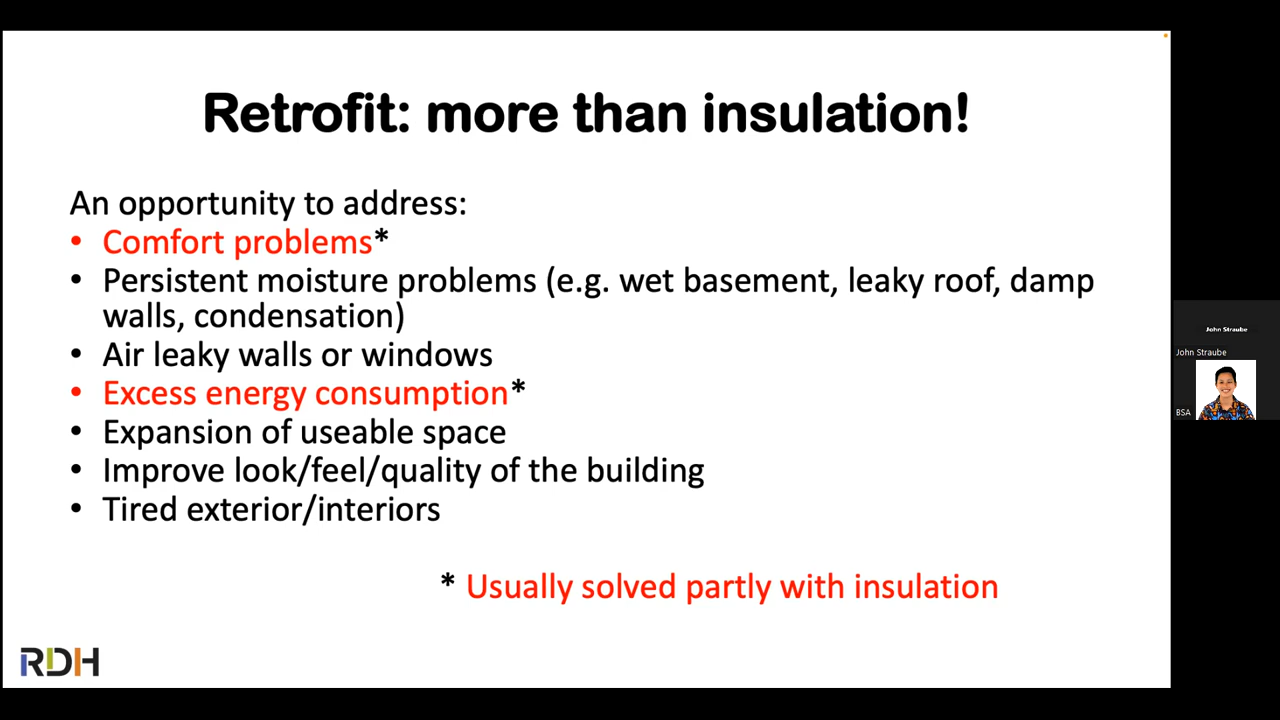 Retrofit: more than insulation!
An opportunity to address:
• Comfort problems*
• Persistent moisture problems (e.g. wet basement, leaky roof, damp
walls, condensation)
• Air leaky walls or windows
• Excess energy consumption*
• Expansion of useable space
• Improve look/feel/quality of the building
• Tired exterior/interiors
* Usually solved partly with insulation
RDH
John Straube
John Straube
BSA